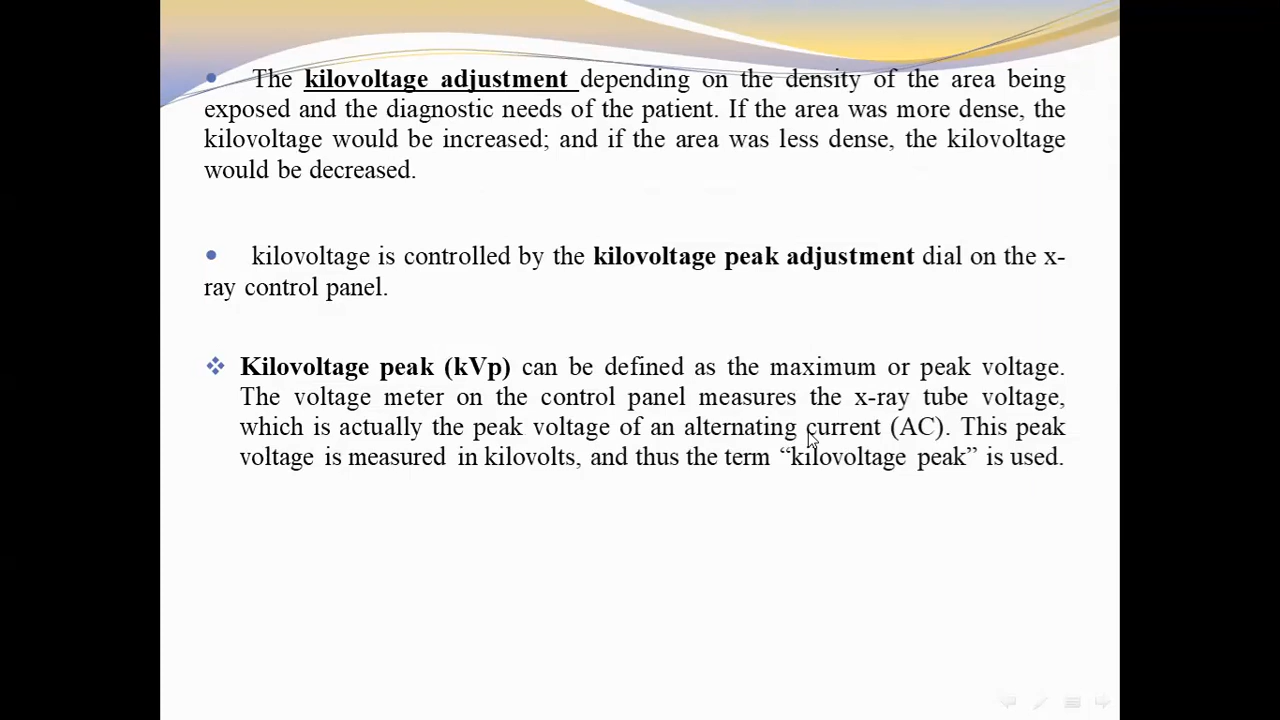 The kilovoltage adjustment depending on the density of the area being
exposed and the diagnostic needs of the patient. If the area was more dense, the
kilovoltage would be increased; and if the area was less dense, the kilovoltage
would be decreased.
kilovoltage is controlled by the kilovoltage peak adjustment dial on the x-
ray control panel.
Kilovoltage peak (kVp) can be defined as the maximum or peak voltage.
The voltage meter on the control panel measures the x-ray tube voltage,
which is actually the peak voltage of an alternating current (AC). This peak
voltage is measured in kilovolts, and thus the term “kilovoltage peak” is used.